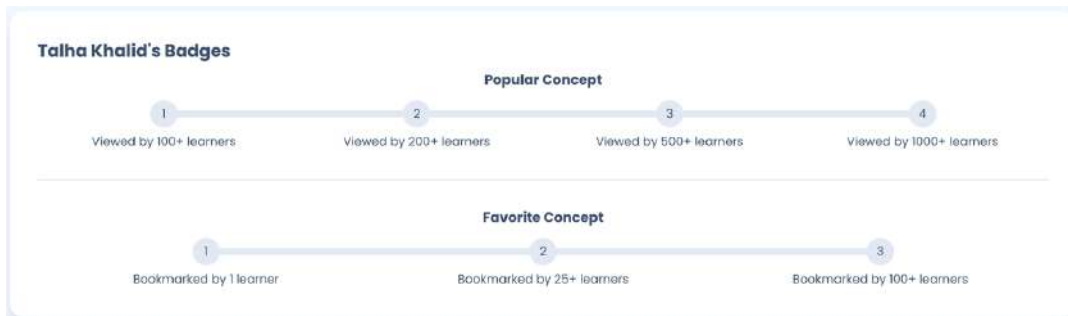 Talha Khalid's Badges
Popular Concept
1 2 3 4
Viewed by 100+ learners Viewed by 200+ learners Viewed by 500+ learners Viewed by 1000+ learners
Favorite Concept
1 2 3
Bookmarked by 1 learner Bookmarked by 25+ learners Bookmarked by 100+ learners